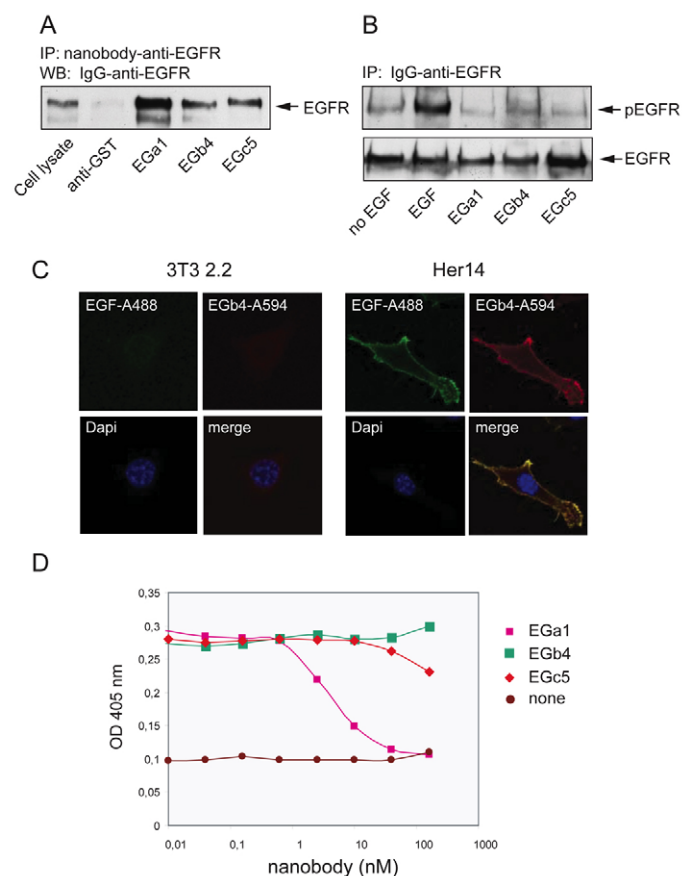 A
IP: nanobody-anti-EGFR
WB: IgG-anti-EGFR
EGFR
Cell lysate
anti-GST
EGa1
EGb4
EGc5
B
IP: IgG-anti-EGFR
pEGFR
EGFR
no EGF
EGF
EGa1
EGb4
EGc5
C
3T3 2.2
Her14
EGF-A488
EGb4-A594
EGF-A488
EGb4-A594
Dapi
merge
Dapi
merge
D
0,35
0,3
0,25
0,2
0,15
0,1
0,05
0
OD 405 nm
0,01
0,1
1
10
100
1000
nanobody (nM)
EGa1
EGb4
EGc5
none